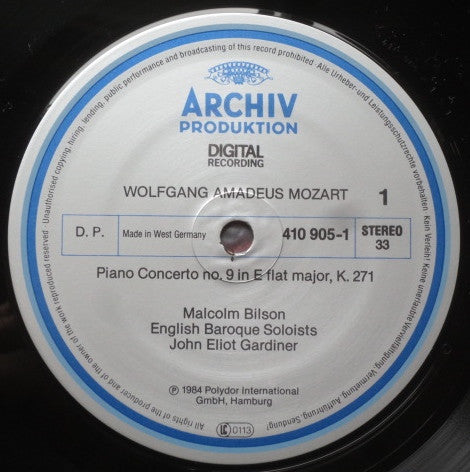 ARCHIV
PRODUKTION
DIGITAL
RECORDING
WOLFGANG AMADEUS MOZART
1
D. P.
Made in West Germany
410 905-1
STEREO
33
Piano Concerto no. 9 in E flat major, K. 271
Malcolm Bilson
English Baroque Soloists
John Eliot Gardiner
℗ 1984 Polydor International
GmbH, Hamburg
All rights of the producer and of the owner of the work reproduced reserved · Unauthorised copying, hiring, lending, public performance and broadcasting of this record prohibited · Alle Urheber- und Leistungsschutzrechte vorbehalten · Kein Verleih! Keine unerlaubte Vervielfältigung, Vermietung, Aufführung, Sendung!
LC 0113